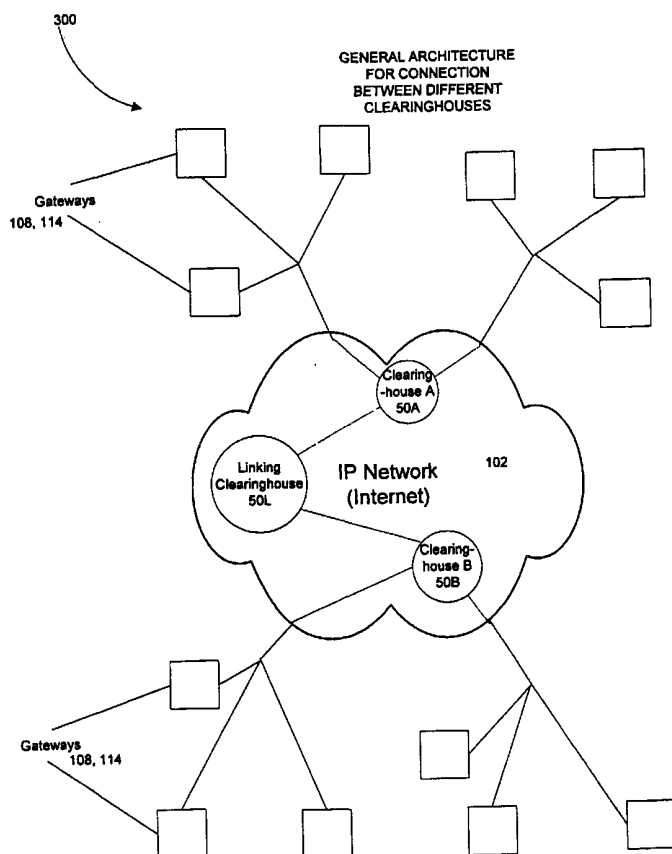 300
GENERAL ARCHITECTURE
FOR CONNECTION
BETWEEN DIFFERENT
CLEARINGHOUSES
Gateways
108, 114
Clearing
-house A
50A
Linking
Clearinghouse
50L
IP Network
(Internet)
102
Clearing-
house B
50B
Gateways
108, 114